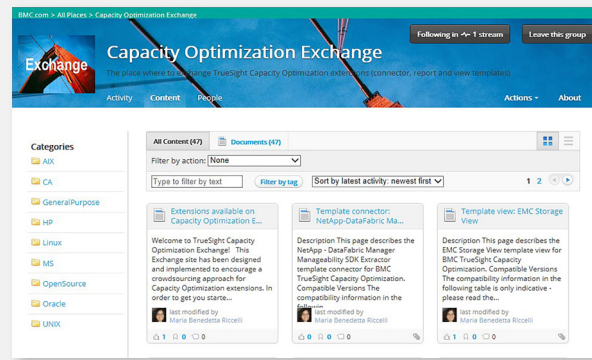 BMC.com > All Places > Capacity Optimization Exchange
Following in 1 stream
Leave this group
Exchange
Capacity Optimization Exchange
The place where to exchange TrueSight Capacity Optimization extensions (connector, report and view templates)
Activity Content People
Actions
About
Categories
AIX
CA
GeneralPurpose
HP
Linux
MS
OpenSource
Oracle
UNIX
All Content (47)
Documents (47)
Filter by action: None
Type to filter by text
Filter by tag
Sort by latest activity: newest first
1 2
Extensions available on
Capacity Optimization E...
Welcome to TrueSight Capacity
Optimization Exchange! This
Exchange site has been designed
and implemented to encourage a
crowdsourcing approach for
Capacity Optimization extensions. In
order to get you starte...
last modified by
Maria Benedetta Riccelli
1 0 0
Template connector:
NetApp-DataFabric Ma...
Description This page describes the
NetApp - DataFabric Manager
Manageability SDK Extractor
template connector for BMC
TrueSight Capacity Optimization.
Compatible Versions The
compatibility information in the
last modified by
Maria Benedetta Riccelli
0 0 0
Template view: EMC Storage
View
Description This page describes the
EMC Storage View template view for
BMC TrueSight Capacity
Optimization. Compatible Versions
The compatibility information in the
following table is only indicative -
please read the...
last modified by
Maria Benedetta Riccelli
1 0 0